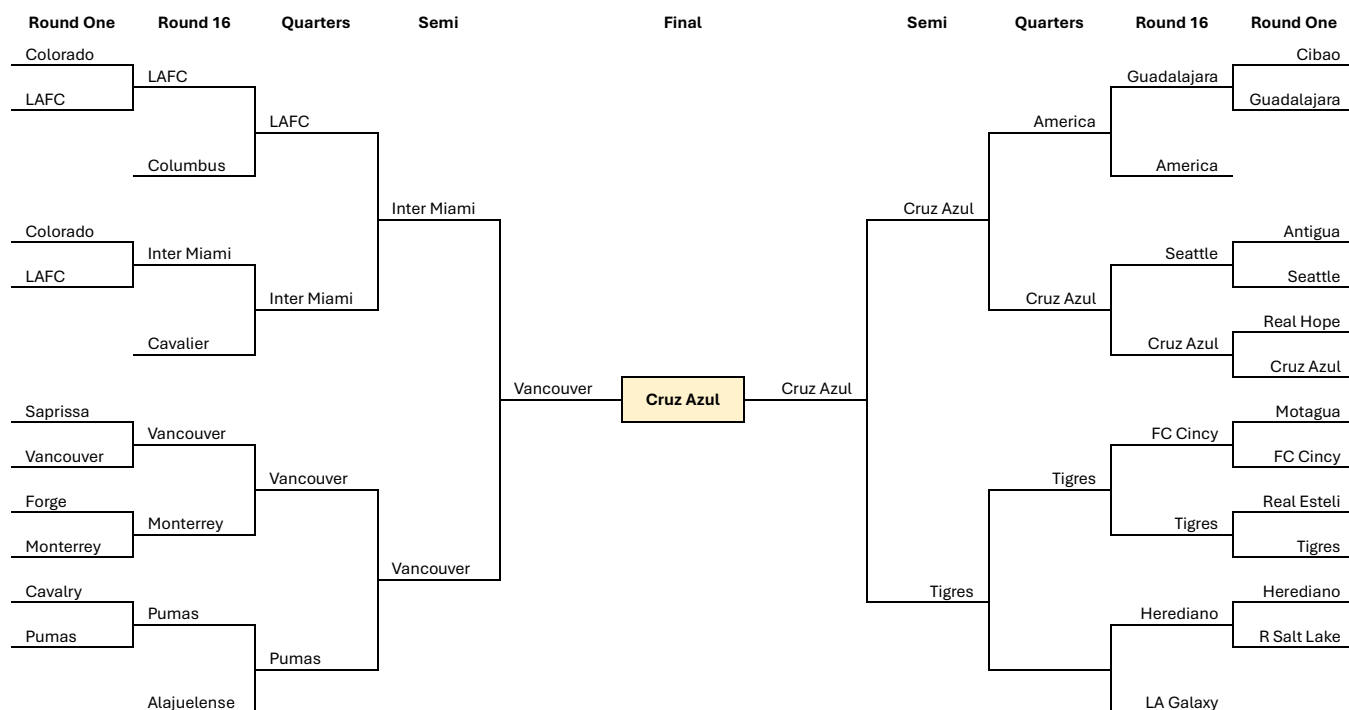 Round One Round 16 Quarters Semi Final Semi Quarters Round 16 Round One
Colorado Cibao
LAFC Guadalajara
LAFC Guadalajara
LAFC America
Columbus America
Inter Miami Cruz Azul
Colorado Antigua
Inter Miami Seattle
LAFC Seattle
Inter Miami Cruz Azul
Real Hope
Cavalier Cruz Azul
Cruz Azul
Vancouver Cruz Azul Cruz Azul
Saprissa Motagua
Vancouver FC Cincy
Vancouver FC Cincy
Vancouver Tigres
Forge Real Esteli
Monterrey Tigres
Monterrey Tigres
Vancouver
Cavalry Tigres Herediano
Pumas Herediano
Pumas R Salt Lake
Pumas
Alajuelense LA Galaxy